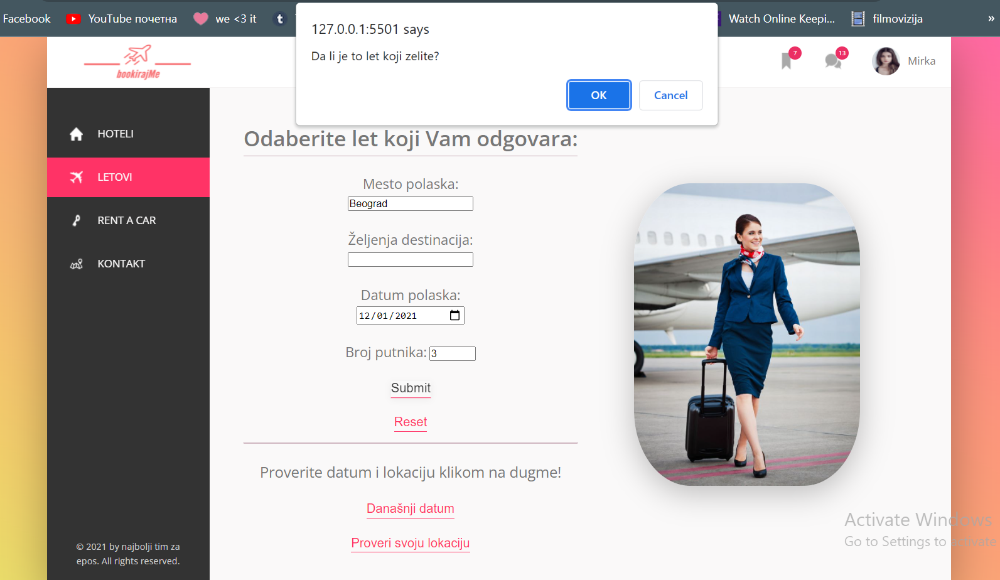 Facebook
YouTube почетна
we <3 it
t
Watch Online Keepi...
filmovizija
»
127.0.0.1:5501 says
Da li je to let koji zelite?
OK
Cancel
bookirajMe
7
13
Mirka
HOTELI
LETOVI
RENT A CAR
KONTAKT
© 2021 by najbolji tim za
epos. All rights reserved.
Odaberite let koji Vam odgovara:
Mesto polaska:
Beograd
Željenja destinacija:
Datum polaska:
12/01/2021
Broj putnika: 3
Submit
Reset
Proverite datum i lokaciju klikom na dugme!
Današnji datum
Proveri svoju lokaciju
Activate Windows
Go to Settings to activate